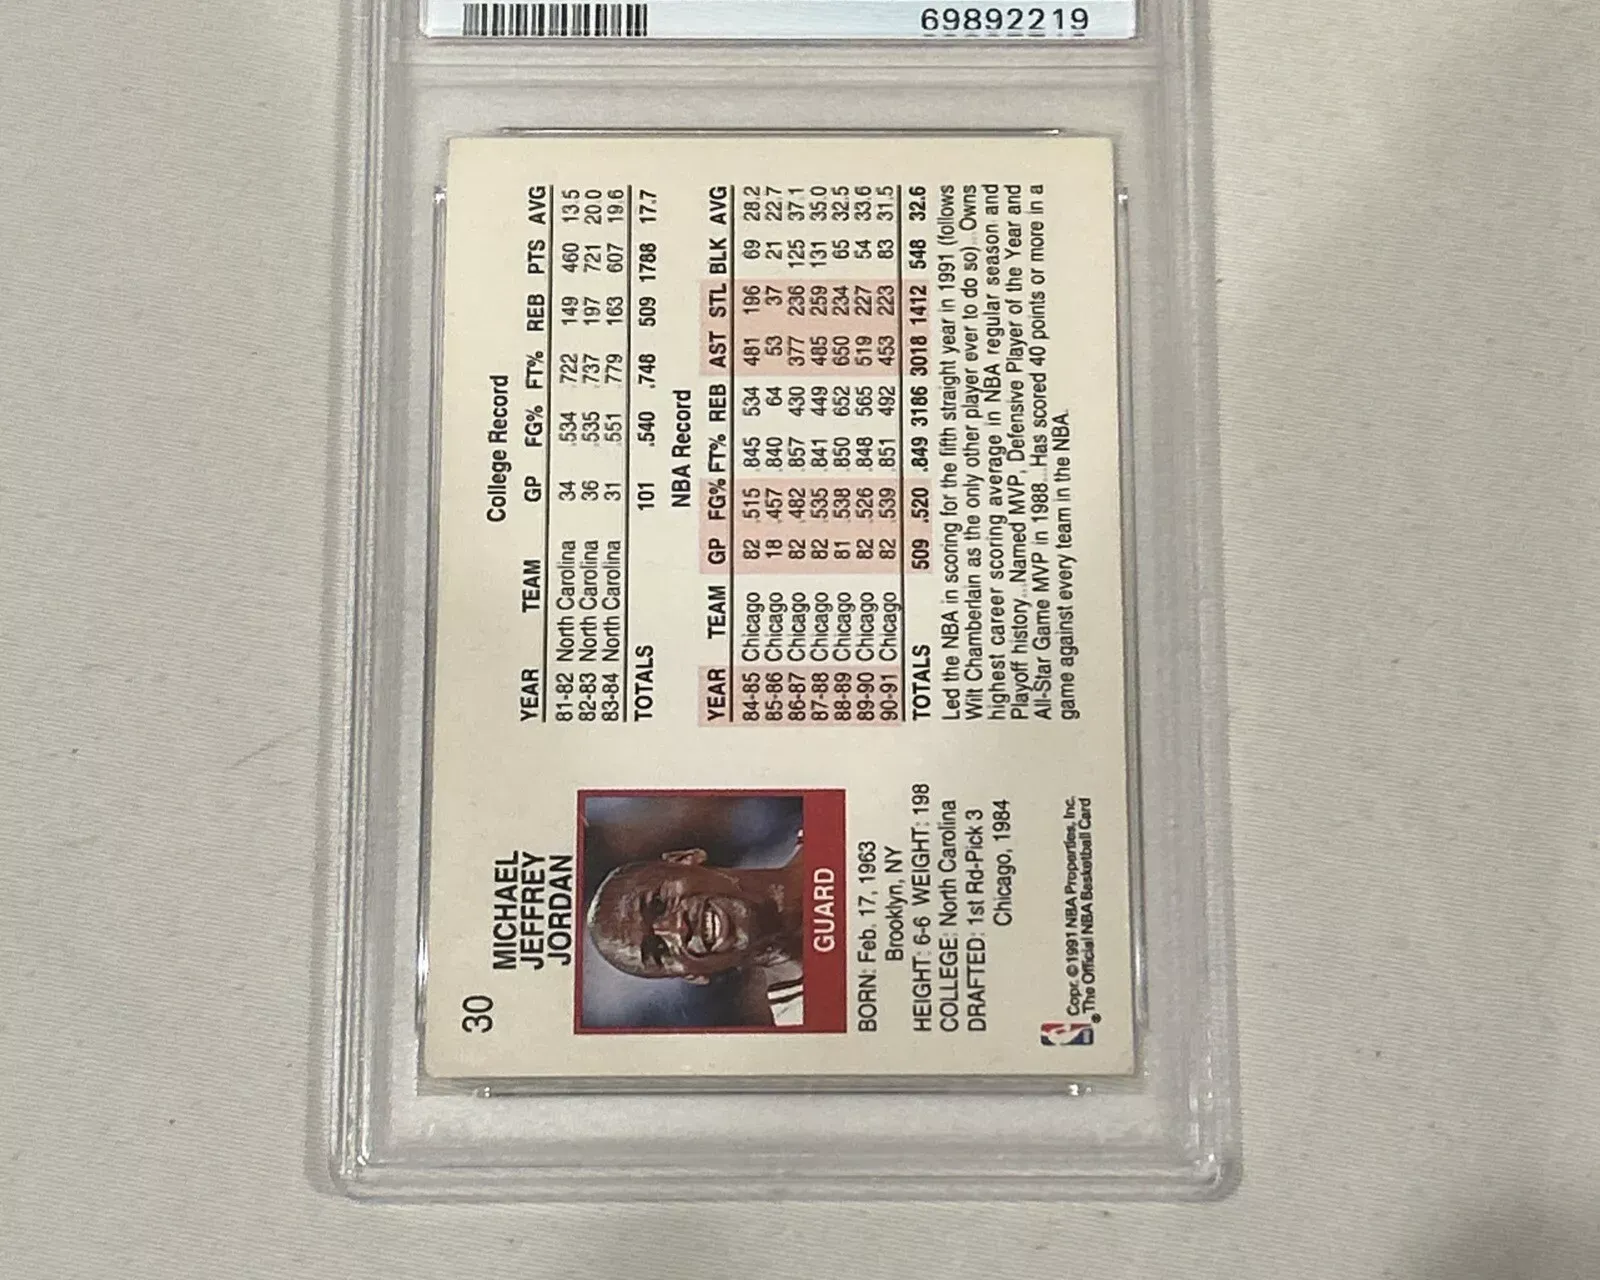 69892219
30
MICHAEL
JEFFREY
JORDAN
GUARD
BORN: Feb. 17, 1963
Brooklyn, NY
HEIGHT: 6-6 WEIGHT: 198
COLLEGE: North Carolina
DRAFTED: 1st Rd-Pick 3
Chicago, 1984
Copr. ©1991 NBA Properties, Inc.
® The Official NBA Basketball Card
College Record
YEAR TEAM GP FG% FT% REB PTS AVG
81-82 North Carolina 34 .534 .722 149 460 13.5
82-83 North Carolina 36 .535 .737 197 721 20.0
83-84 North Carolina 31 .551 .779 163 607 19.6
TOTALS 101 .540 .748 509 1788 17.7
NBA Record
YEAR TEAM GP FG% FT% REB AST STL BLK AVG
84-85 Chicago 82 .515 .845 534 481 196 69 28.2
85-86 Chicago 18 .457 .840 64 53 37 21 22.7
86-87 Chicago 82 .482 .857 430 377 236 125 37.1
87-88 Chicago 82 .535 .841 449 485 259 131 35.0
88-89 Chicago 81 .538 .850 652 650 234 65 32.5
89-90 Chicago 82 .526 .848 565 519 227 54 33.6
90-91 Chicago 82 .539 .851 492 453 223 83 31.5
TOTALS 509 .520 .849 3186 3018 1412 548 32.6
Led the NBA in scoring for the fifth straight year in 1991 (follows
Wilt Chamberlain as the only other player ever to do so)...Owns
highest career scoring average in NBA regular season and
Playoff history...Named MVP, Defensive Player of the Year and
All-Star Game MVP in 1988...Has scored 40 points or more in a
game against every team in the NBA.